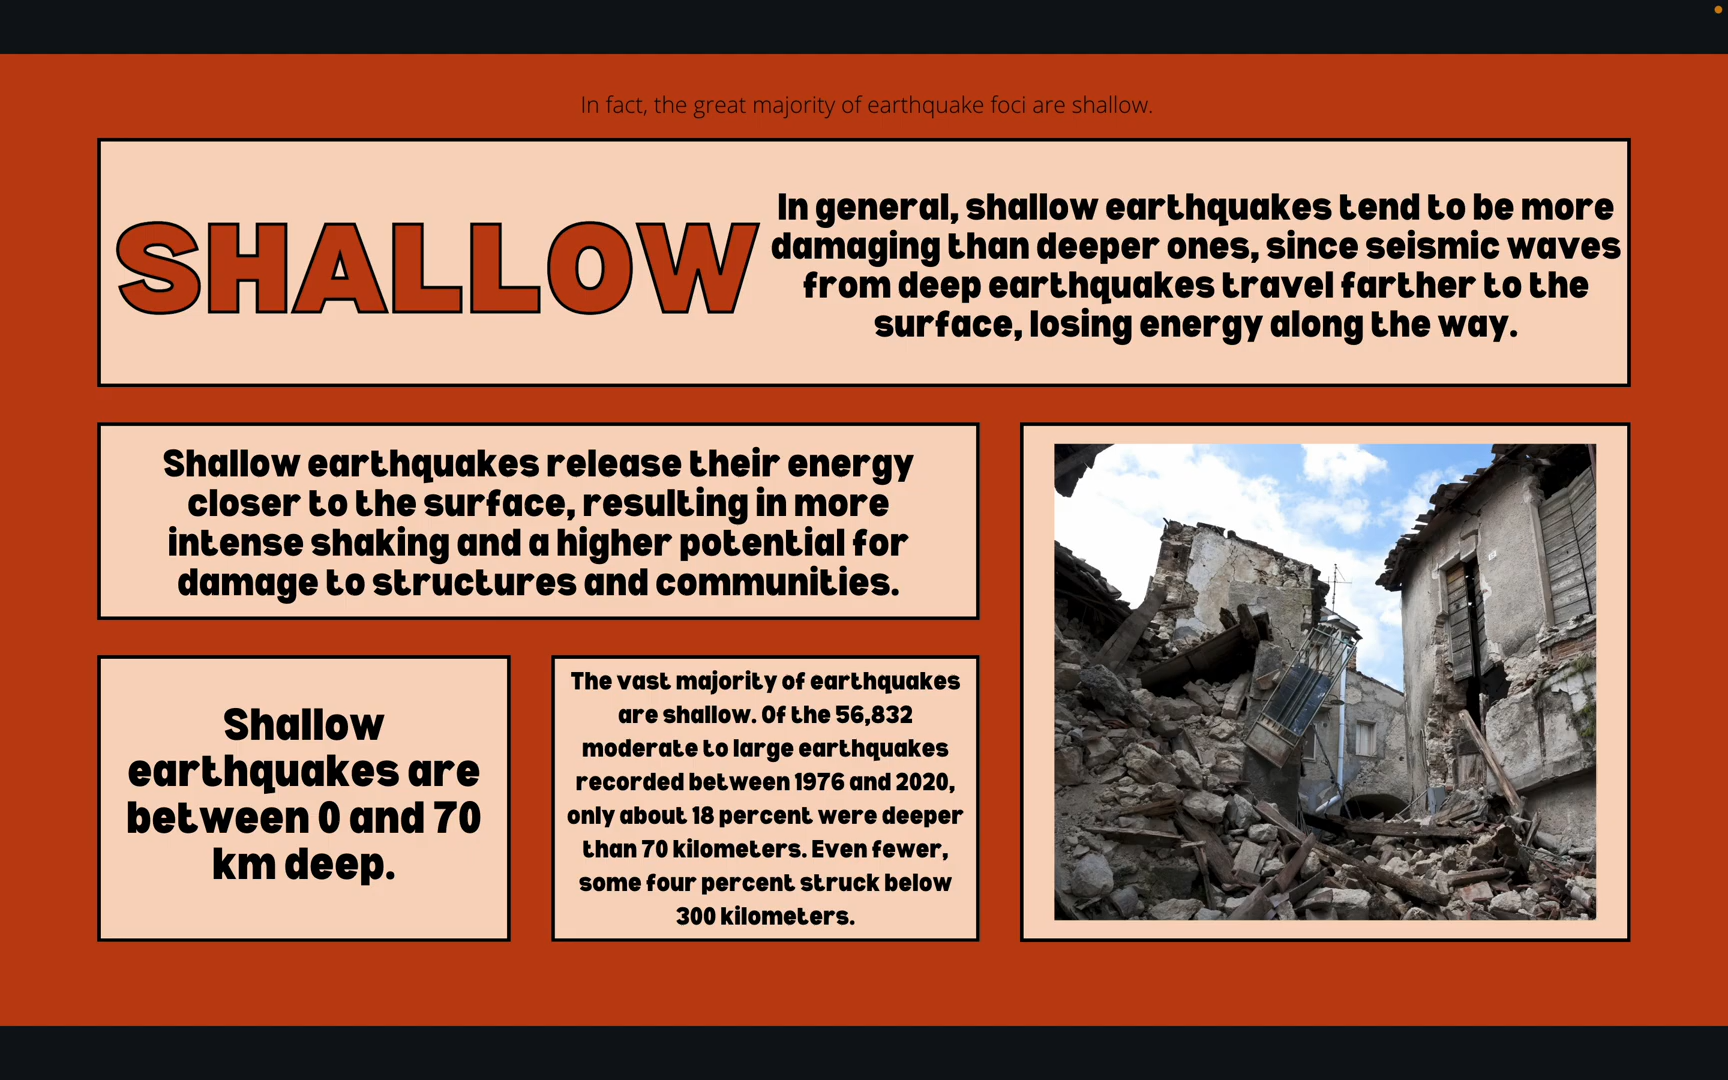 In fact, the great majority of earthquake foci are shallow.
SHALLOW
In general, shallow earthquakes tend to be more
damaging than deeper ones, since seismic waves
from deep earthquakes travel farther to the
surface, losing energy along the way.
Shallow earthquakes release their energy
closer to the surface, resulting in more
intense shaking and a higher potential for
damage to structures and communities.
Shallow
earthquakes are
between 0 and 70
km deep.
The vast majority of earthquakes
are shallow. Of the 56,832
moderate to large earthquakes
recorded between 1976 and 2020,
only about 18 percent were deeper
than 70 kilometers. Even fewer,
some four percent struck below
300 kilometers.